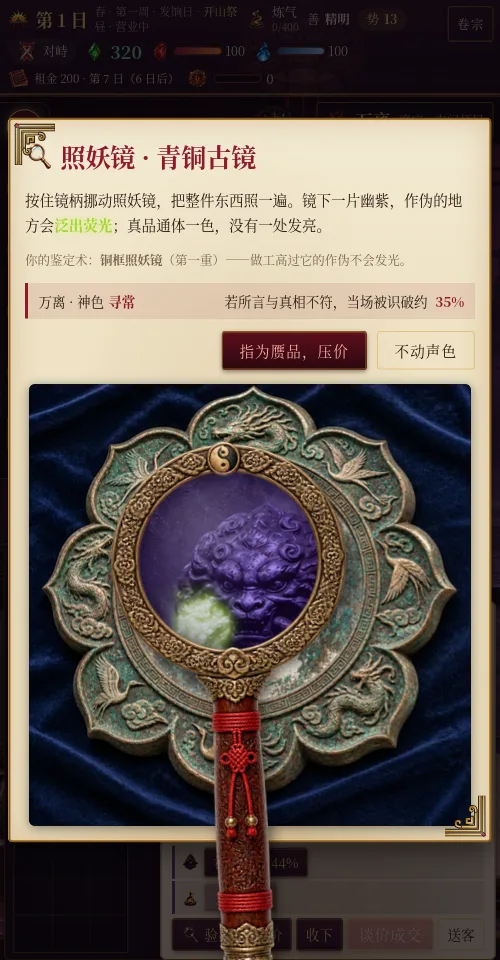 第1日
春 · 第一周 · 发饷日 · 开山祭
昼 · 营业中
炼气
0/400
善 精明
势 13
卷宗
对峙
320
100
100
租金 200 · 第 7 日（6 日后）
0
照妖镜 · 青铜古镜
按住镜柄挪动照妖镜，把整件东西照一遍。镜下一片幽紫，作伪的地
方会泛出荧光；真品通体一色，没有一处发亮。
你的鉴定术：铜框照妖镜（第一重）——做工高过它的作伪不会发光。
万离 · 神色 寻常
若所言与真相不符，当场被识破约 35%
指为赝品，压价
不动声色
44%
验
价
收下
谈价成交
送客